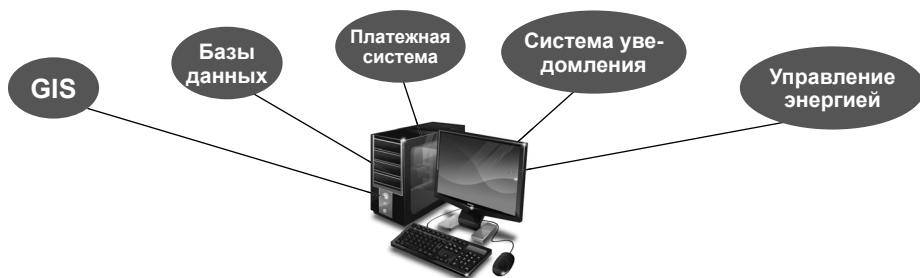 GIS
Базы
данных
Платежная
система
Система уве-
домления
Управление
энергией